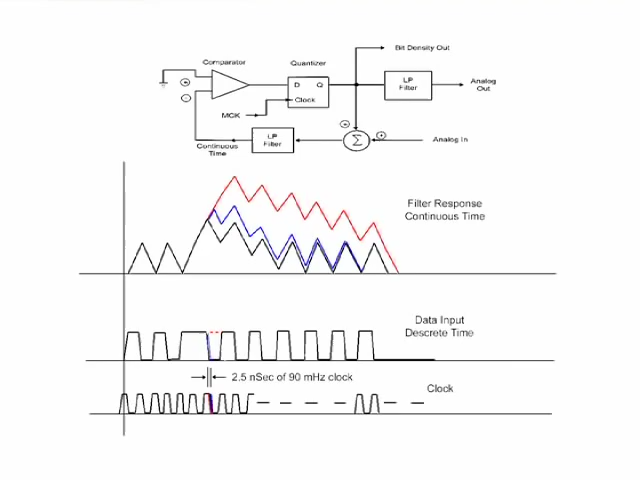 Bit Density Out
Comparator
Quantizer
D Q
Clock
LP
Filter
Analog
Out
MCK
LP
Filter
Σ
Analog In
Continuous
Time
Filter Response
Continuous Time
Data Input
Descrete Time
2.5 nSec of 90 mHz clock
Clock